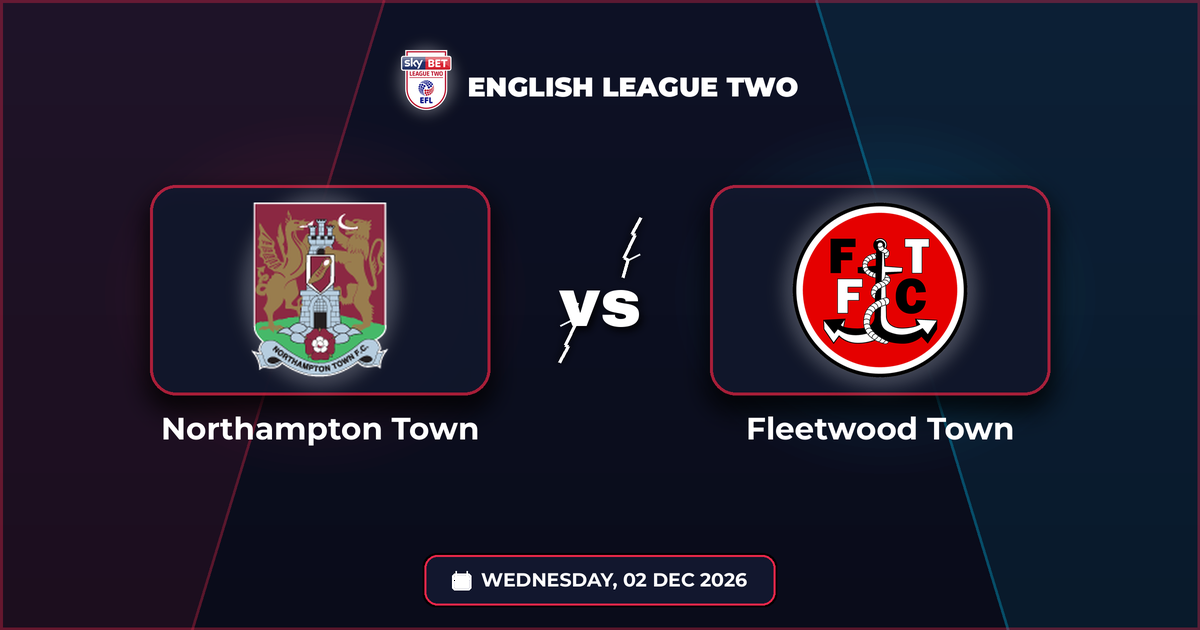 sky BET
LEAGUE TWO
EFL
ENGLISH LEAGUE TWO
NORTHAMPTON TOWN F.C.
vs
F T
F C
Northampton Town
Fleetwood Town
WEDNESDAY, 02 DEC 2026